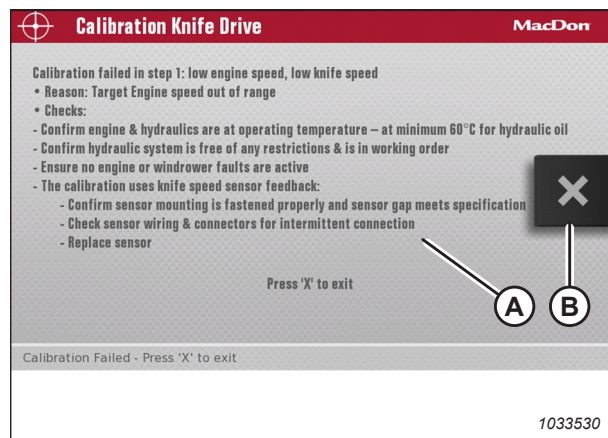 Calibration Knife Drive
MacDon
Calibration failed in step 1: low engine speed, low knife speed
• Reason: Target Engine speed out of range
• Checks:
- Confirm engine & hydraulics are at operating temperature – at minimum 60°C for hydraulic oil
- Confirm hydraulic system is free of any restrictions & is in working order
- Ensure no engine or windrower faults are active
- The calibration uses knife speed sensor feedback:
- Confirm sensor mounting is fastened properly and sensor gap meets specification
- Check sensor wiring & connectors for intermittent connection
- Replace sensor
Press 'X' to exit
A
B
Calibration Failed - Press 'X' to exit
1033530